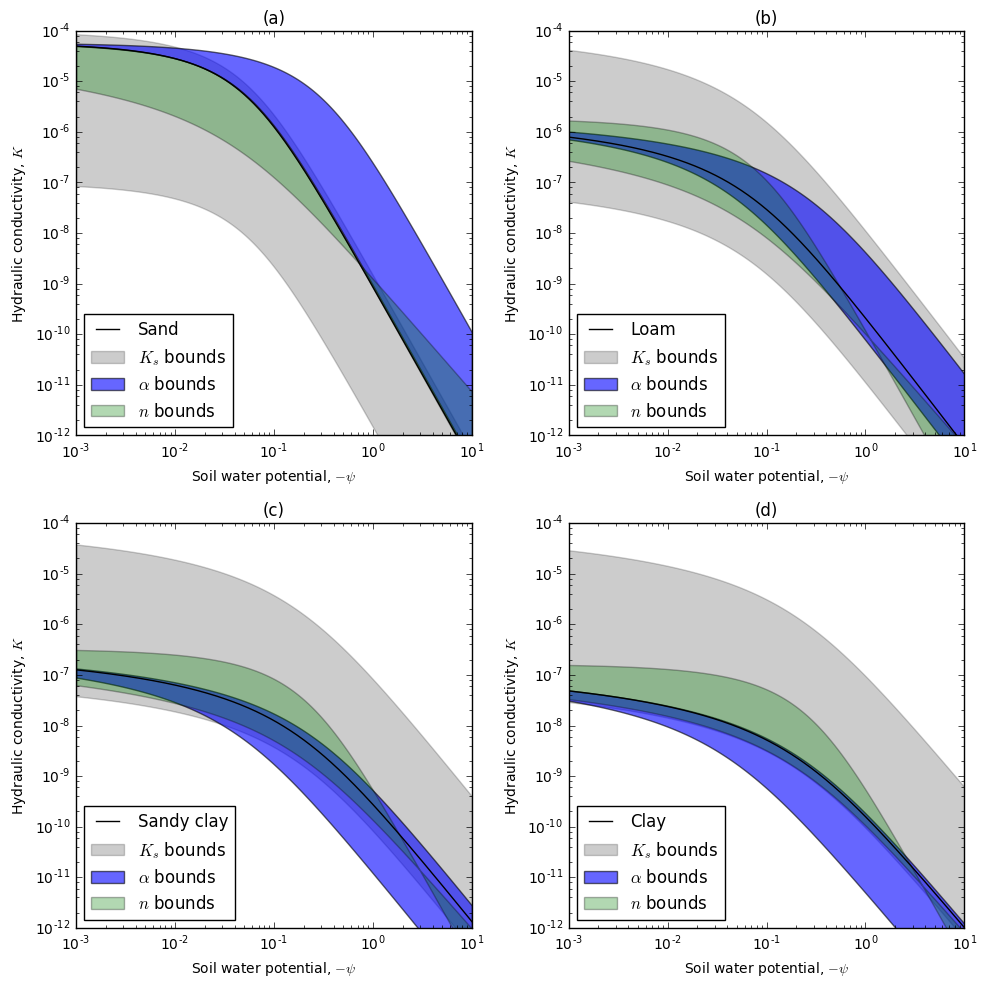 (a)
Hydraulic conductivity, K
10^-4
10^-5
10^-6
10^-7
10^-8
10^-9
10^-10
10^-11
10^-12
Sand
K_s bounds
α bounds
n bounds
10^-3 10^-2 10^-1 10^0 10^1
Soil water potential, −ψ
(b)
Hydraulic conductivity, K
10^-4
10^-5
10^-6
10^-7
10^-8
10^-9
10^-10
10^-11
10^-12
Loam
K_s bounds
α bounds
n bounds
10^-3 10^-2 10^-1 10^0 10^1
Soil water potential, −ψ
(c)
Hydraulic conductivity, K
10^-4
10^-5
10^-6
10^-7
10^-8
10^-9
10^-10
10^-11
10^-12
Sandy clay
K_s bounds
α bounds
n bounds
10^-3 10^-2 10^-1 10^0 10^1
Soil water potential, −ψ
(d)
Hydraulic conductivity, K
10^-4
10^-5
10^-6
10^-7
10^-8
10^-9
10^-10
10^-11
10^-12
Clay
K_s bounds
α bounds
n bounds
10^-3 10^-2 10^-1 10^0 10^1
Soil water potential, −ψ